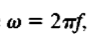 ω = 2πf,